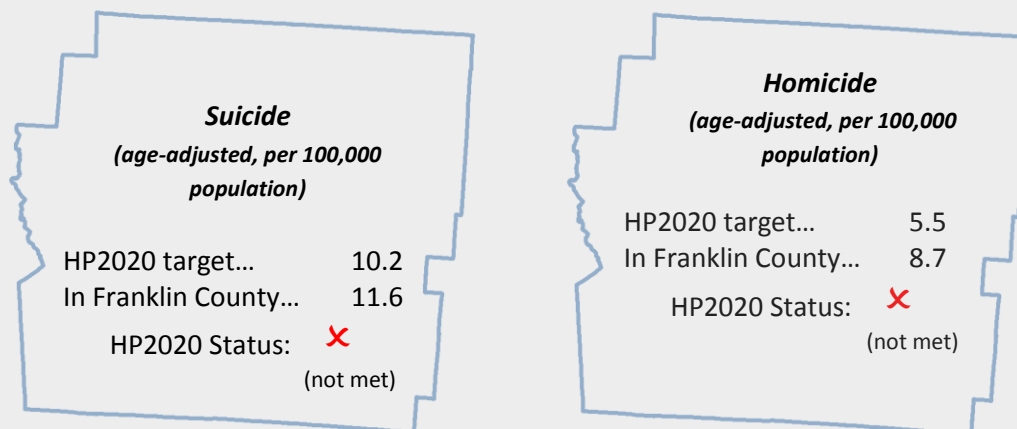 Suicide
(age-adjusted, per 100,000
population)
HP2020 target... 10.2
In Franklin County... 11.6
HP2020 Status: ✗
(not met)
Homicide
(age-adjusted, per 100,000
population)
HP2020 target... 5.5
In Franklin County... 8.7
HP2020 Status: ✗
(not met)